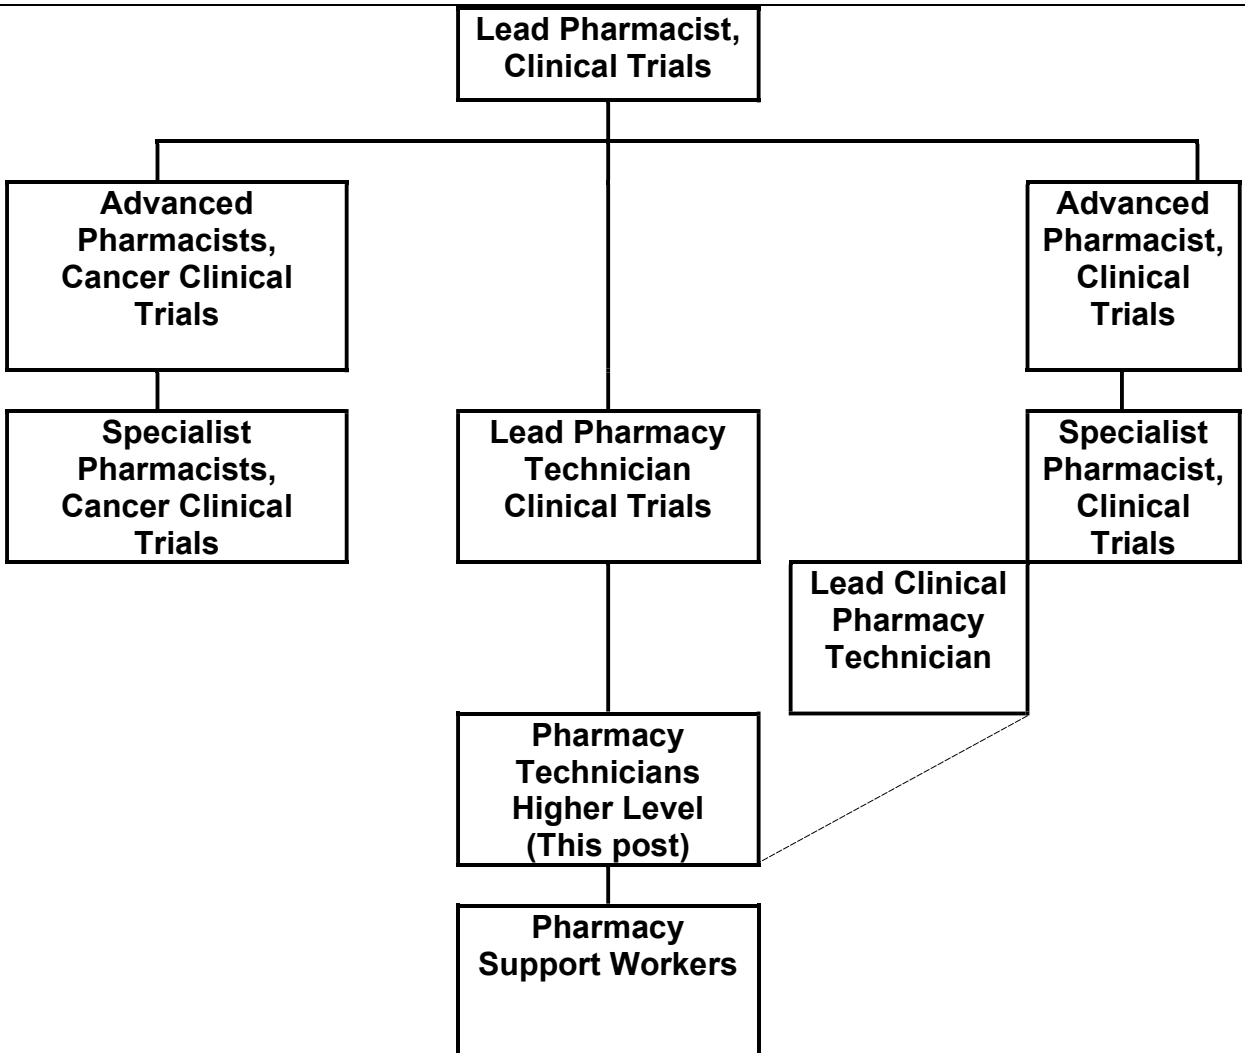 Lead Pharmacist,
Clinical Trials
Advanced
Pharmacists,
Cancer Clinical
Trials
Advanced
Pharmacist,
Clinical
Trials
Specialist
Pharmacists,
Cancer Clinical
Trials
Lead Pharmacy
Technician
Clinical Trials
Specialist
Pharmacist,
Clinical
Trials
Lead Clinical
Pharmacy
Technician
Pharmacy
Technicians
Higher Level
(This post)
Pharmacy
Support Workers